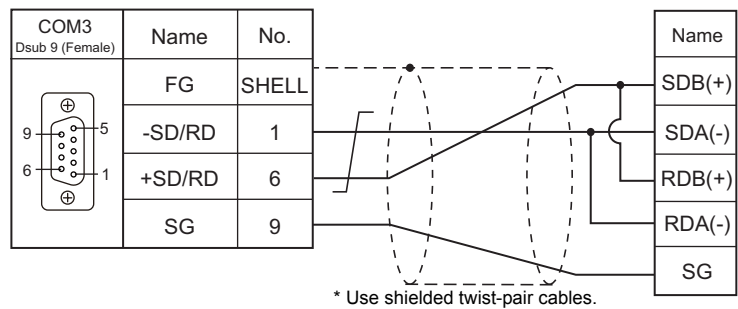 COM3
Dsub 9 (Female)
Name
No.
FG
SHELL
-SD/RD
1
+SD/RD
6
SG
9
9
5
6
1
Name
SDB(+)
SDA(-)
RDB(+)
RDA(-)
SG
* Use shielded twist-pair cables.